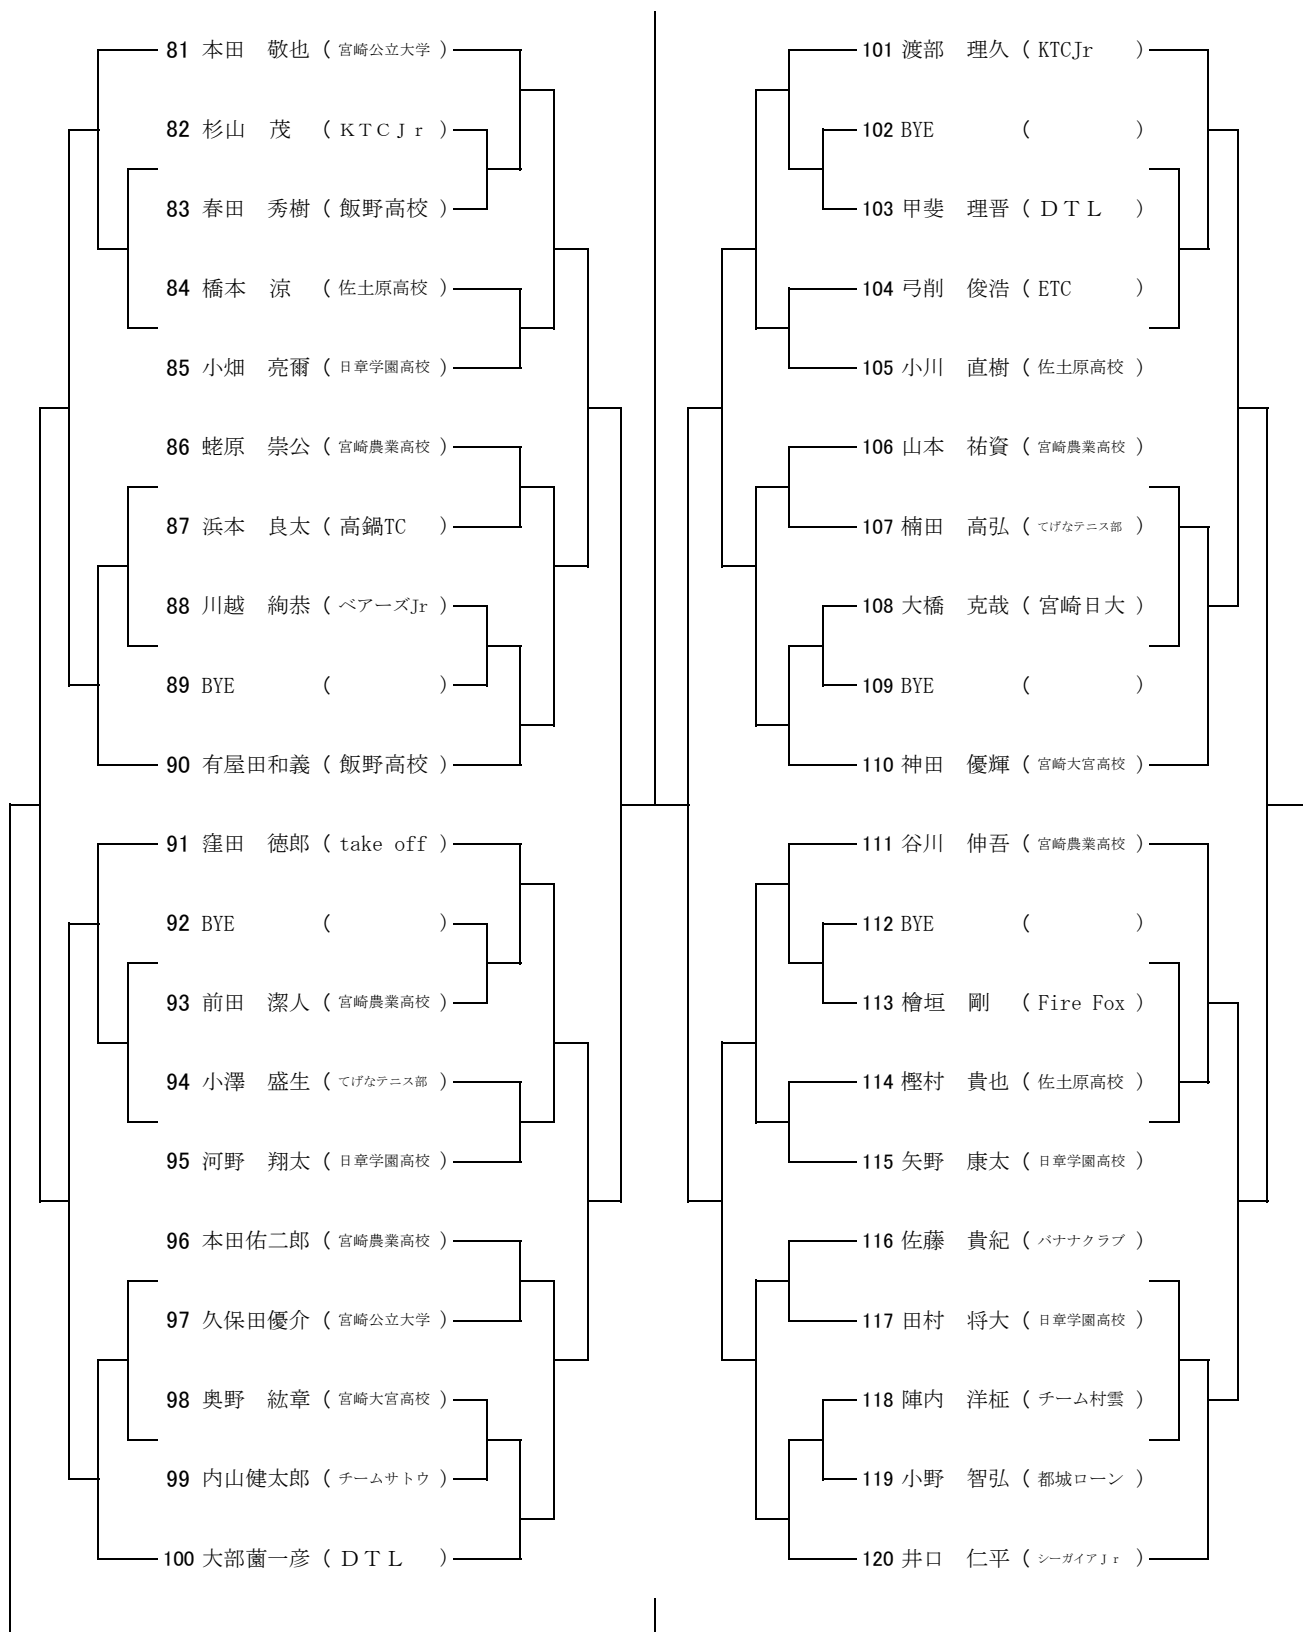 81 本田　敬也 ( 宮崎公立大学 )
82 杉山　茂 ( ＫＴＣＪｒ )
83 春田　秀樹 ( 飯野高校 )
84 橋本　涼 ( 佐土原高校 )
85 小畑　亮爾 ( 日章学園高校 )
86 蛯原　崇公 ( 宮崎農業高校 )
87 浜本　良太 ( 高鍋TC )
88 川越　絢恭 ( ベアーズJr )
89 BYE ( )
90 有屋田和義 ( 飯野高校 )
91 窪田　徳郎 ( take off )
92 BYE ( )
93 前田　潔人 ( 宮崎農業高校 )
94 小澤　盛生 ( てげなテニス部 )
95 河野　翔太 ( 日章学園高校 )
96 本田佑二郎 ( 宮崎農業高校 )
97 久保田優介 ( 宮崎公立大学 )
98 奥野　紘章 ( 宮崎大宮高校 )
99 内山健太郎 ( チームサトウ )
100 大部薗一彦 ( ＤＴＬ )
101 渡部　理久 ( KTCJr )
102 BYE ( )
103 甲斐　理晋 ( ＤＴＬ )
104 弓削　俊浩 ( ETC )
105 小川　直樹 ( 佐土原高校 )
106 山本　祐資 ( 宮崎農業高校 )
107 楠田　高弘 ( てげなテニス部 )
108 大橋　克哉 ( 宮崎日大 )
109 BYE ( )
110 神田　優輝 ( 宮崎大宮高校 )
111 谷川　伸吾 ( 宮崎農業高校 )
112 BYE ( )
113 檜垣　剛 ( Fire Fox )
114 樫村　貴也 ( 佐土原高校 )
115 矢野　康太 ( 日章学園高校 )
116 佐藤　貴紀 ( バナナクラブ )
117 田村　将大 ( 日章学園高校 )
118 陣内　洋柾 ( チーム村雲 )
119 小野　智弘 ( 都城ローン )
120 井口　仁平 ( シーガイアＪｒ )